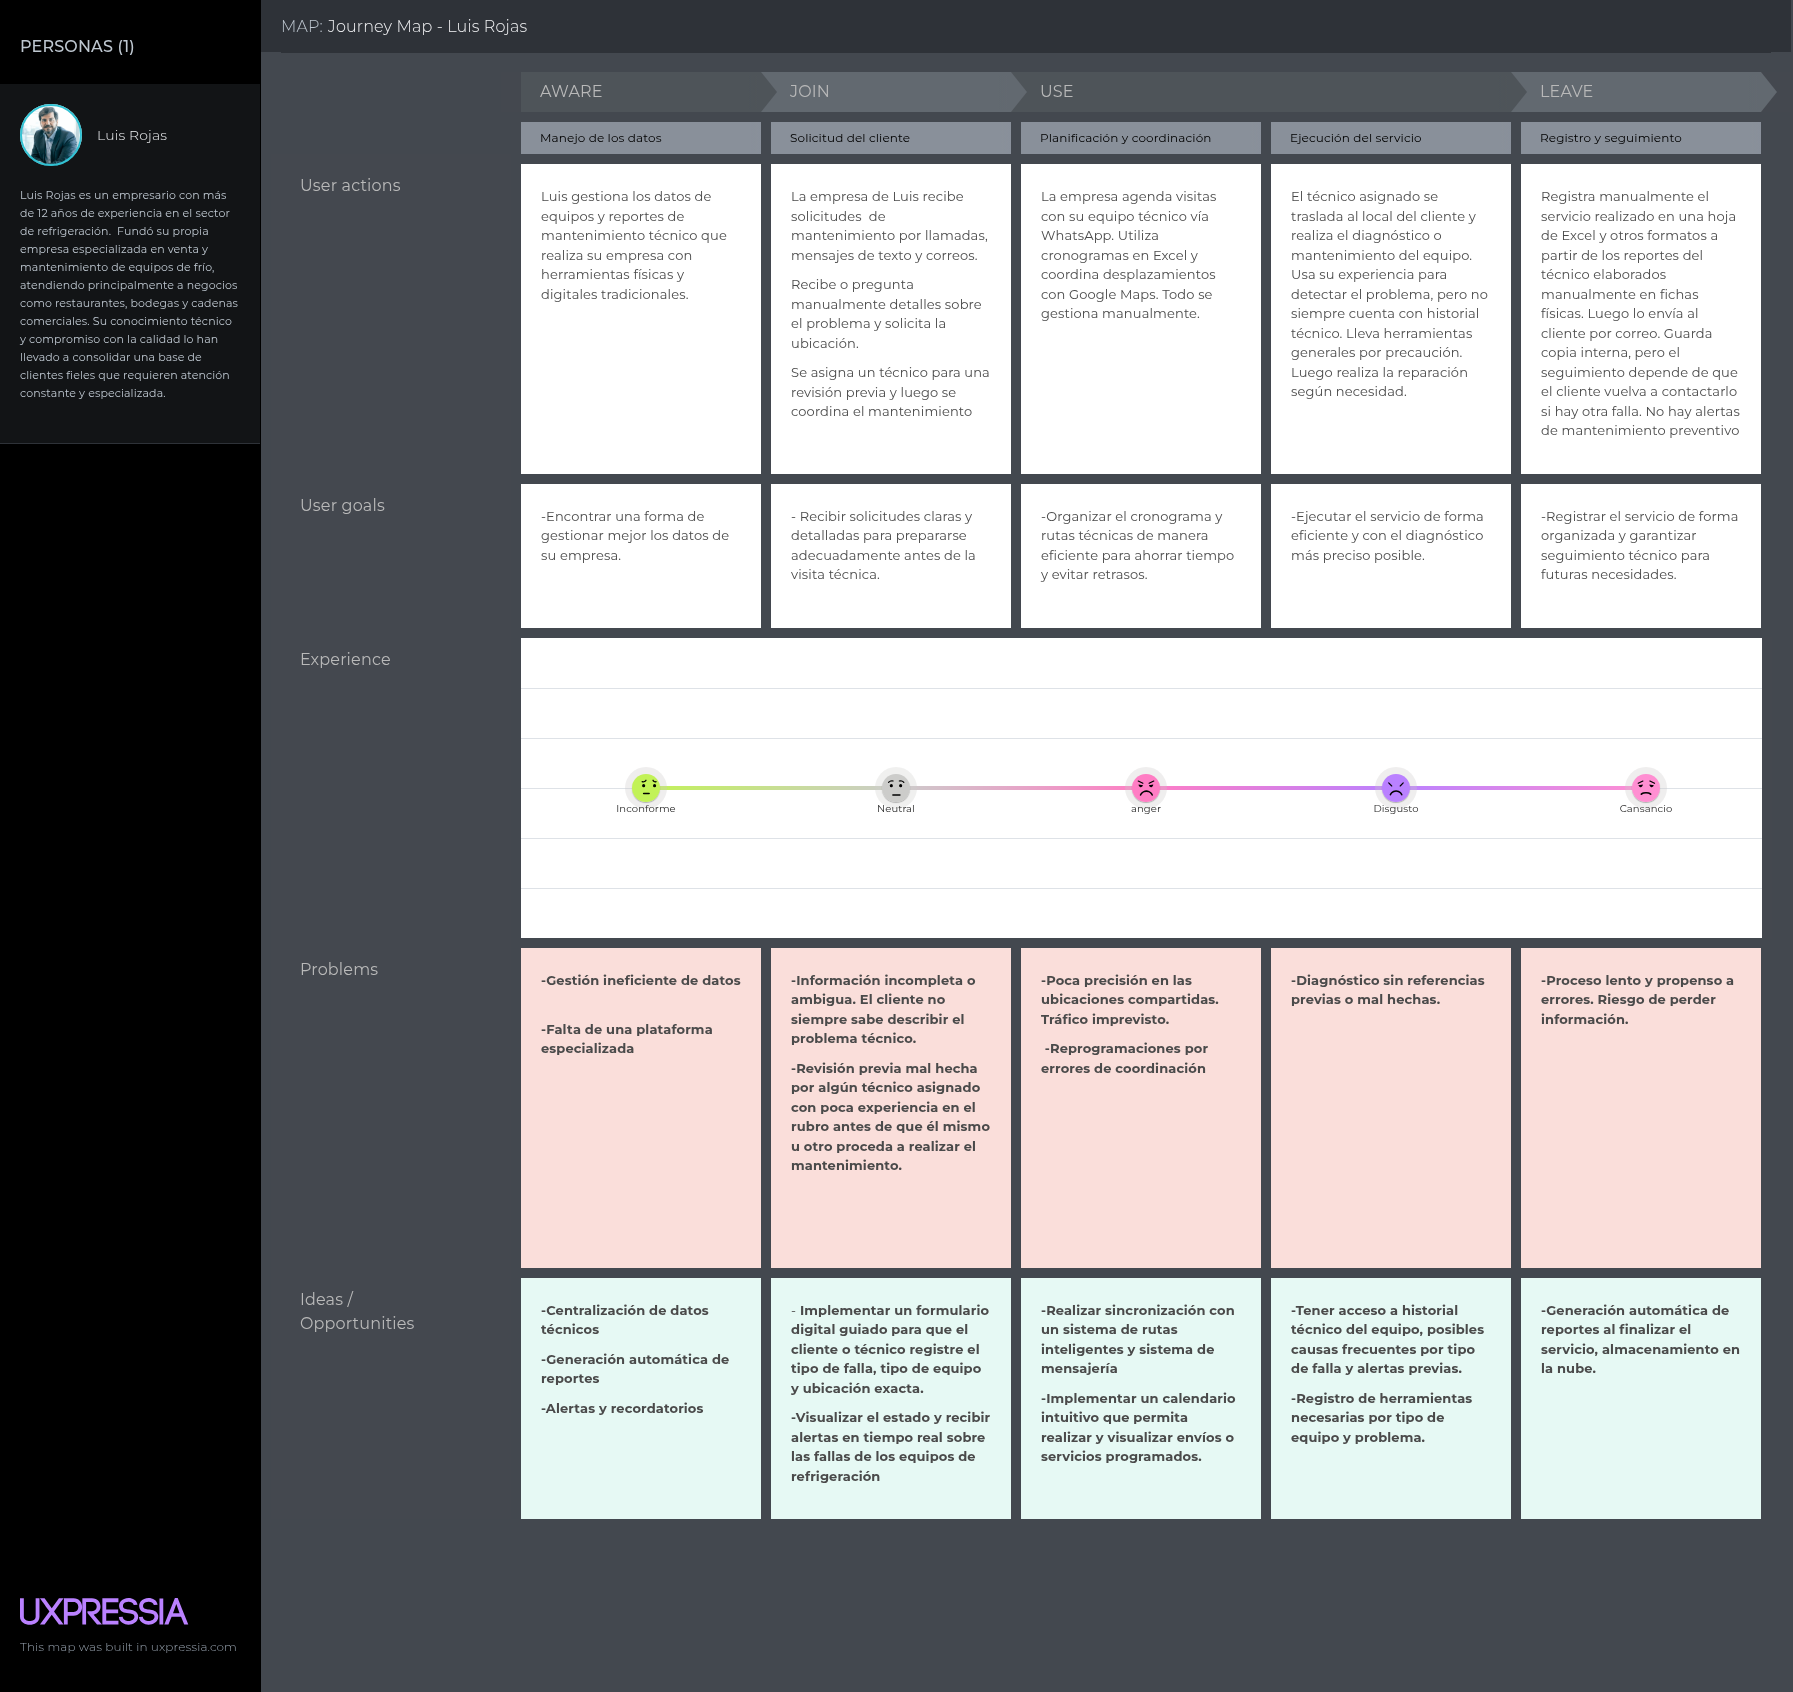 PERSONAS (1)
Luis Rojas
Luis Rojas es un empresario con más
de 12 años de experiencia en el sector
de refrigeración.  Fundó su propia
empresa especializada en venta y
mantenimiento de equipos de frío,
atendiendo principalmente a negocios
como restaurantes, bodegas y cadenas
comerciales. Su conocimiento técnico
y compromiso con la calidad lo han
llevado a consolidar una base de
clientes fieles que requieren atención
constante y especializada.
MAP: Journey Map - Luis Rojas
AWARE
JOIN
USE
LEAVE
Manejo de los datos
Solicitud del cliente
Planificación y coordinación
Ejecución del servicio
Registro y seguimiento
User actions
Luis gestiona los datos de
equipos y reportes de
mantenimiento técnico que
realiza su empresa con
herramientas físicas y
digitales tradicionales.
La empresa de Luis recibe
solicitudes  de
mantenimiento por llamadas,
mensajes de texto y correos.
Recibe o pregunta
manualmente detalles sobre
el problema y solicita la
ubicación.
Se asigna un técnico para una
revisión previa y luego se
coordina el mantenimiento
La empresa agenda visitas
con su equipo técnico vía
WhatsApp. Utiliza
cronogramas en Excel y
coordina desplazamientos
con Google Maps. Todo se
gestiona manualmente.
El técnico asignado se
traslada al local del cliente y
realiza el diagnóstico o
mantenimiento del equipo.
Usa su experiencia para
detectar el problema, pero no
siempre cuenta con historial
técnico. Lleva herramientas
generales por precaución.
Luego realiza la reparación
según necesidad.
Registra manualmente el
servicio realizado en una hoja
de Excel y otros formatos a
partir de los reportes del
técnico elaborados
manualmente en fichas
físicas. Luego lo envía al
cliente por correo. Guarda
copia interna, pero el
seguimiento depende de que
el cliente vuelva a contactarlo
si hay otra falla. No hay alertas
de mantenimiento preventivo
User goals
-Encontrar una forma de
gestionar mejor los datos de
su empresa.
- Recibir solicitudes claras y
detalladas para prepararse
adecuadamente antes de la
visita técnica.
-Organizar el cronograma y
rutas técnicas de manera
eficiente para ahorrar tiempo
y evitar retrasos.
-Ejecutar el servicio de forma
eficiente y con el diagnóstico
más preciso posible.
-Registrar el servicio de forma
organizada y garantizar
seguimiento técnico para
futuras necesidades.
Experience
Inconforme
Neutral
anger
Disgusto
Cansancio
Problems
-Gestión ineficiente de datos
-Falta de una plataforma
especializada
-Información incompleta o
ambigua. El cliente no
siempre sabe describir el
problema técnico.
-Revisión previa mal hecha
por algún técnico asignado
con poca experiencia en el
rubro antes de que él mismo
u otro proceda a realizar el
mantenimiento.
-Poca precisión en las
ubicaciones compartidas.
Tráfico imprevisto.
-Reprogramaciones por
errores de coordinación
-Diagnóstico sin referencias
previas o mal hechas.
-Proceso lento y propenso a
errores. Riesgo de perder
información.
Ideas /
Opportunities
-Centralización de datos
técnicos
-Generación automática de
reportes
-Alertas y recordatorios
- Implementar un formulario
digital guiado para que el
cliente o técnico registre el
tipo de falla, tipo de equipo
y ubicación exacta.
-Visualizar el estado y recibir
alertas en tiempo real sobre
las fallas de los equipos de
refrigeración
-Realizar sincronización con
un sistema de rutas
inteligentes y sistema de
mensajería
-Implementar un calendario
intuitivo que permita
realizar y visualizar envíos o
servicios programados.
-Tener acceso a historial
técnico del equipo, posibles
causas frecuentes por tipo
de falla y alertas previas.
-Registro de herramientas
necesarias por tipo de
equipo y problema.
-Generación automática de
reportes al finalizar el
servicio, almacenamiento en
la nube.
UXPRESSIA
This map was built in uxpressia.com